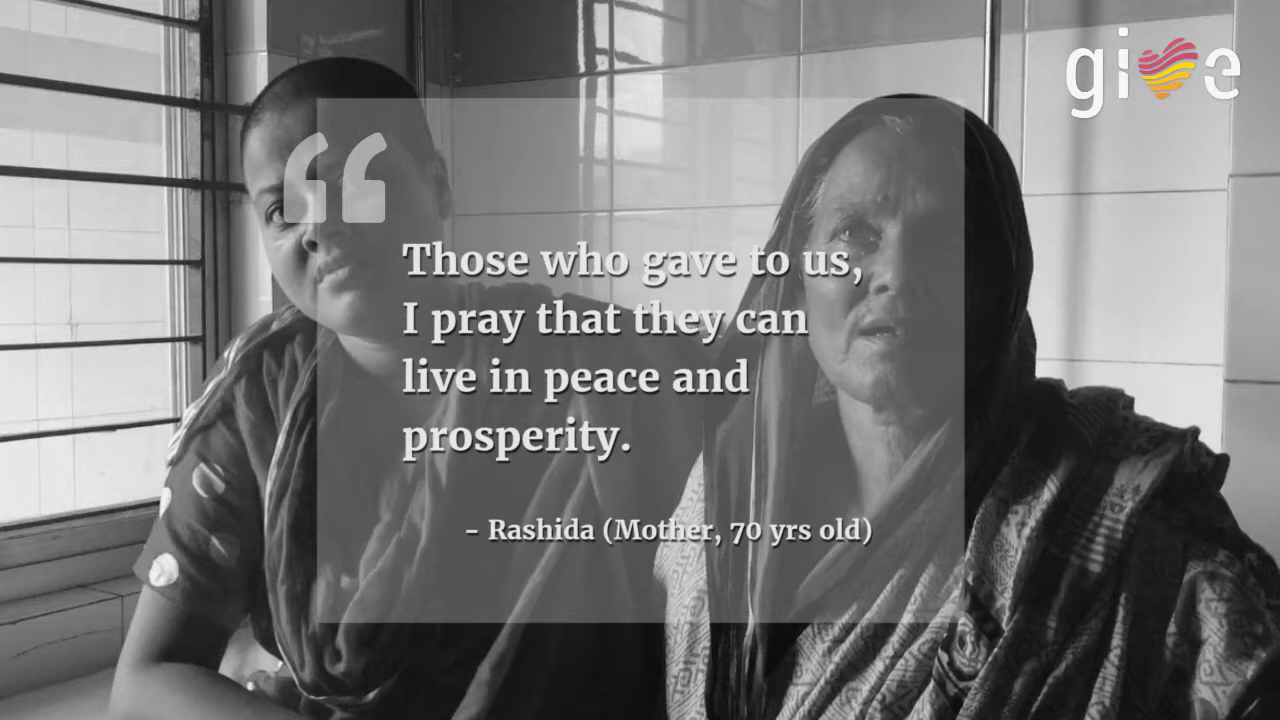 give
“
Those who gave to us,
I pray that they can
live in peace and
prosperity.
- Rashida (Mother, 70 yrs old)